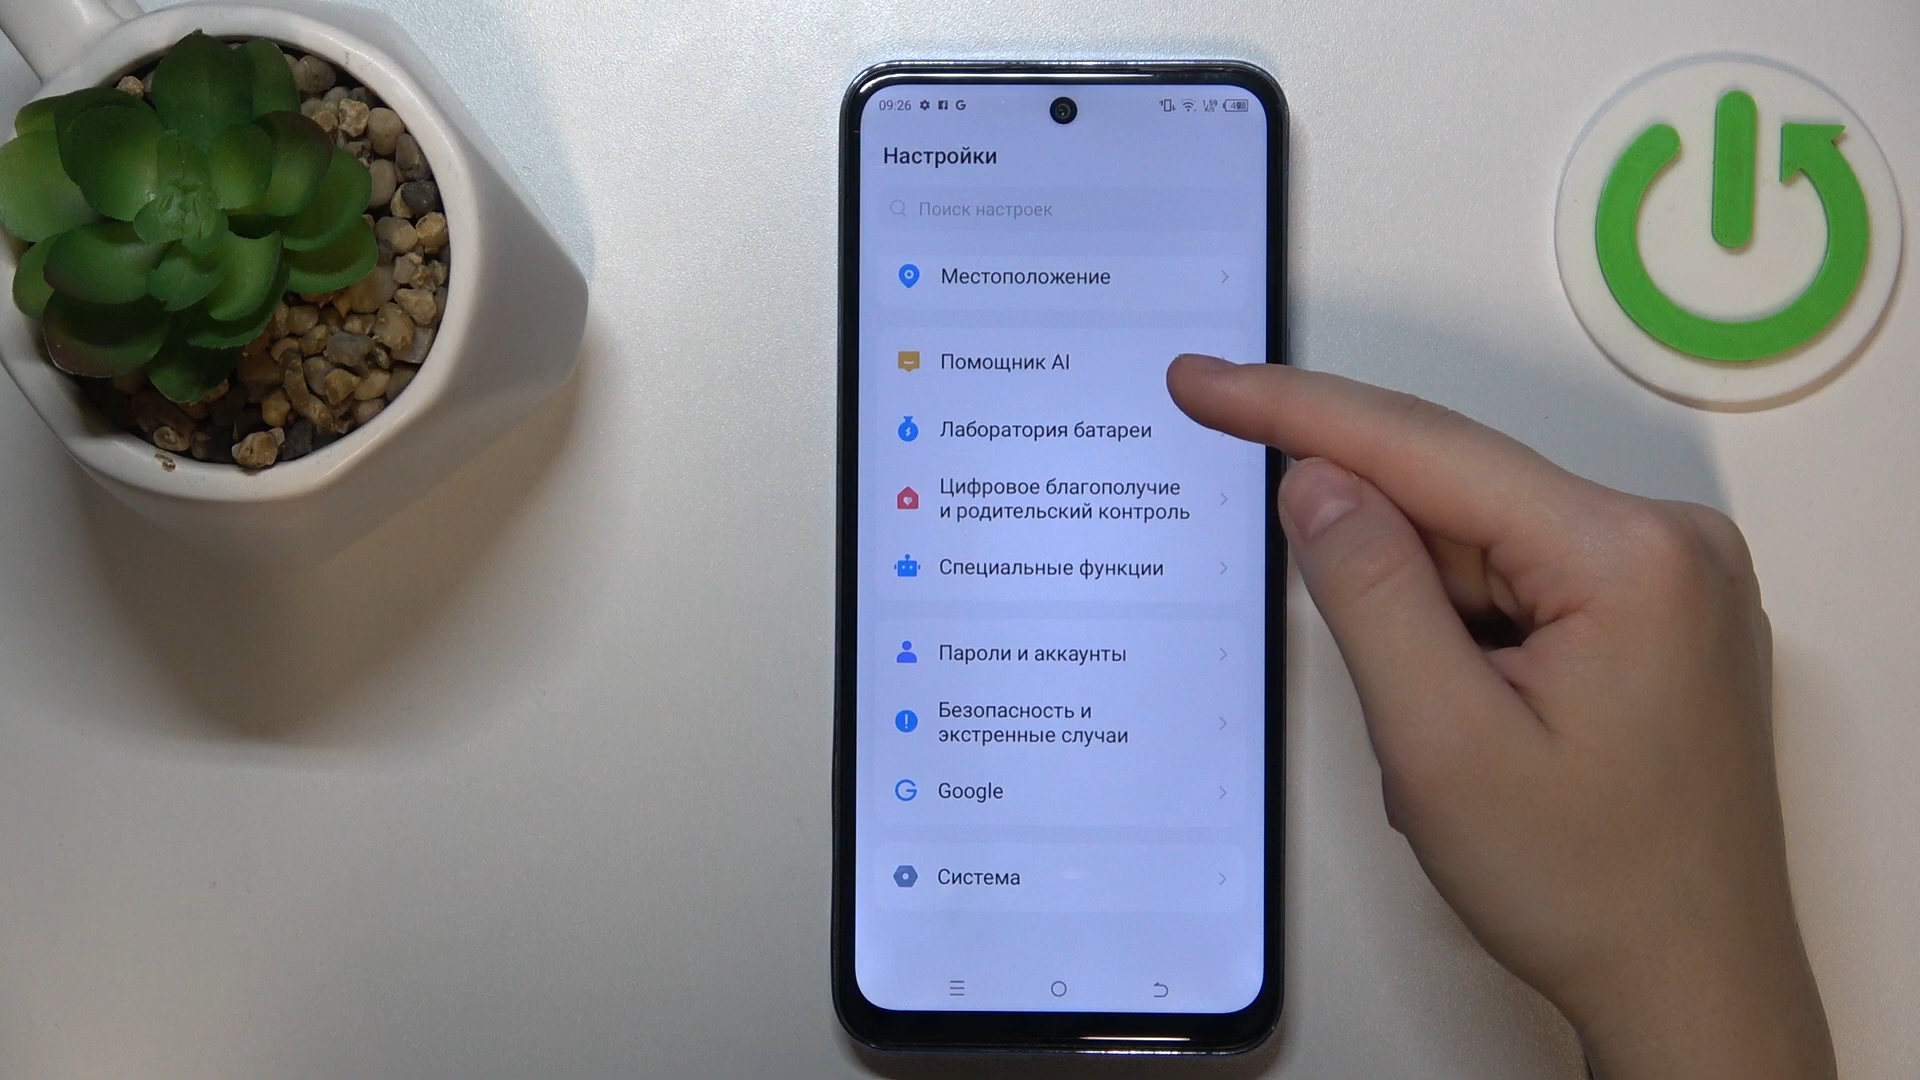 09:26
Настройки
Поиск настроек
Местоположение
Помощник AI
Лаборатория батареи
Цифровое благополучие
и родительский контроль
Специальные функции
Пароли и аккаунты
Безопасность и
экстренные случаи
Google
Система